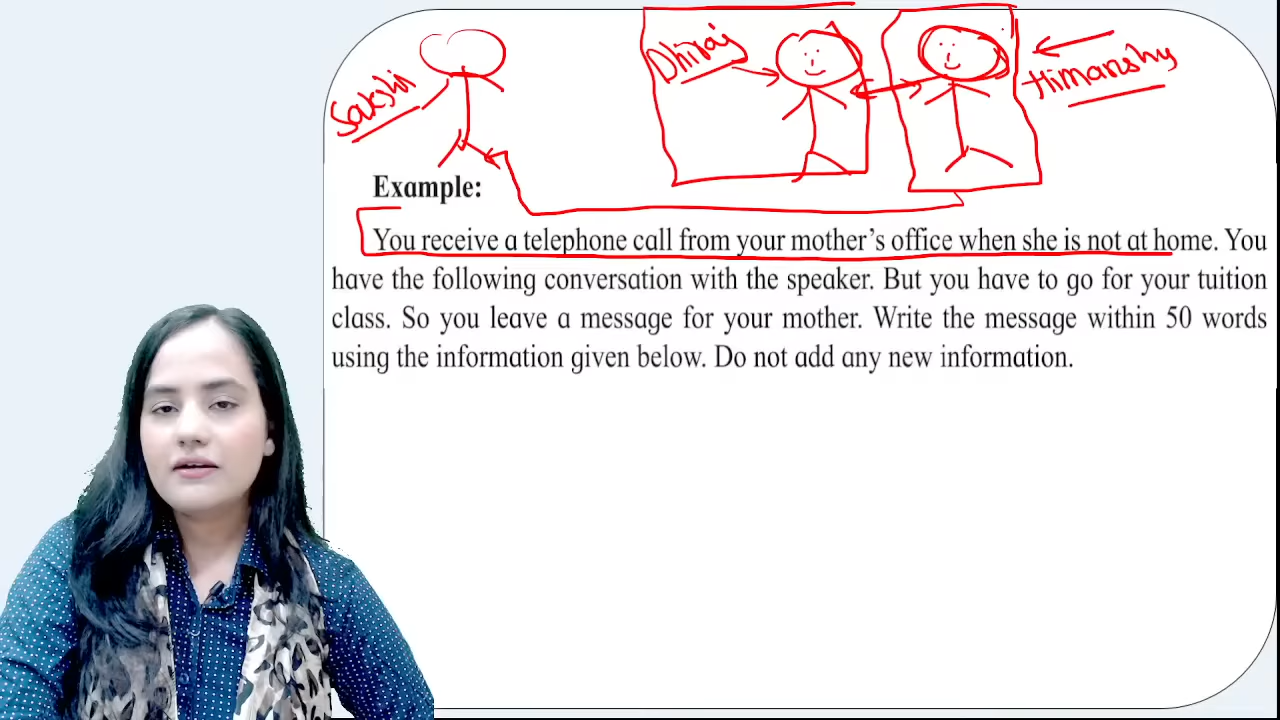 Sakshi
Dhiraj
Himanshu
Example:
You receive a telephone call from your mother’s office when she is not at home. You
have the following conversation with the speaker. But you have to go for your tuition
class. So you leave a message for your mother. Write the message within 50 words
using the information given below. Do not add any new information.